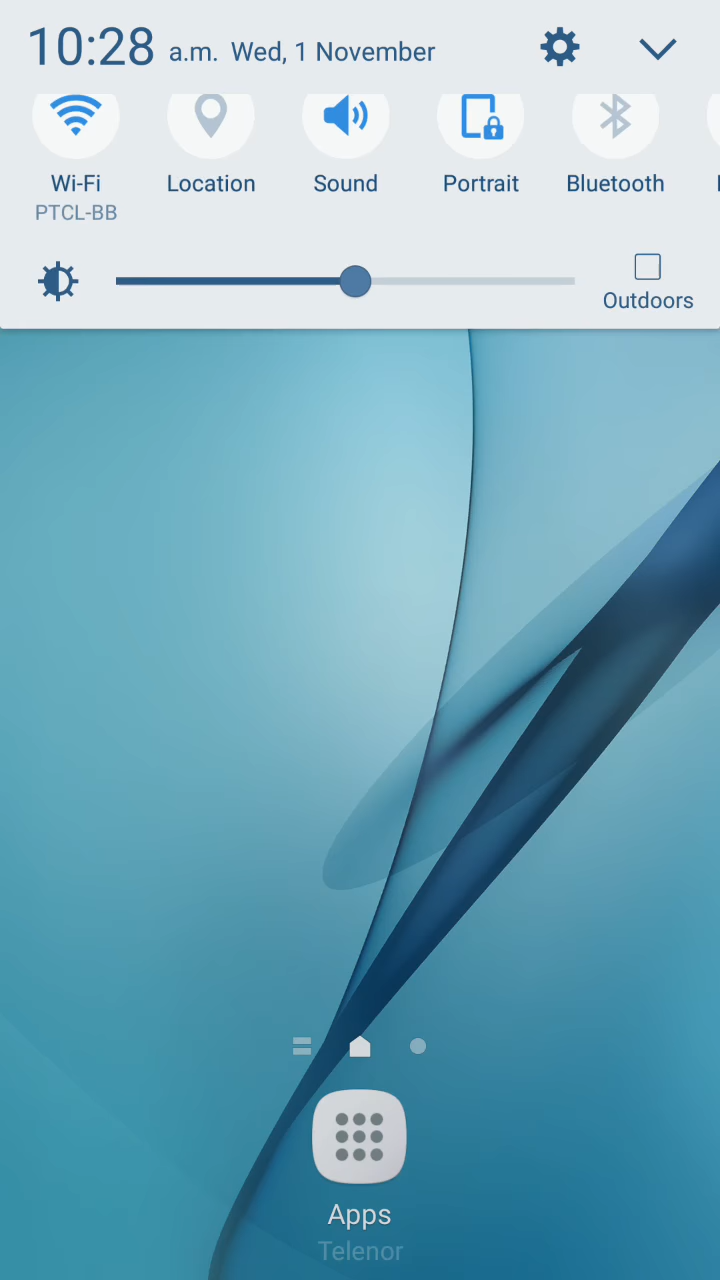 10:28 a.m. Wed, 1 November
Wi-Fi Location Sound Portrait Bluetooth
PTCL-BB
Outdoors
Apps
Telenor